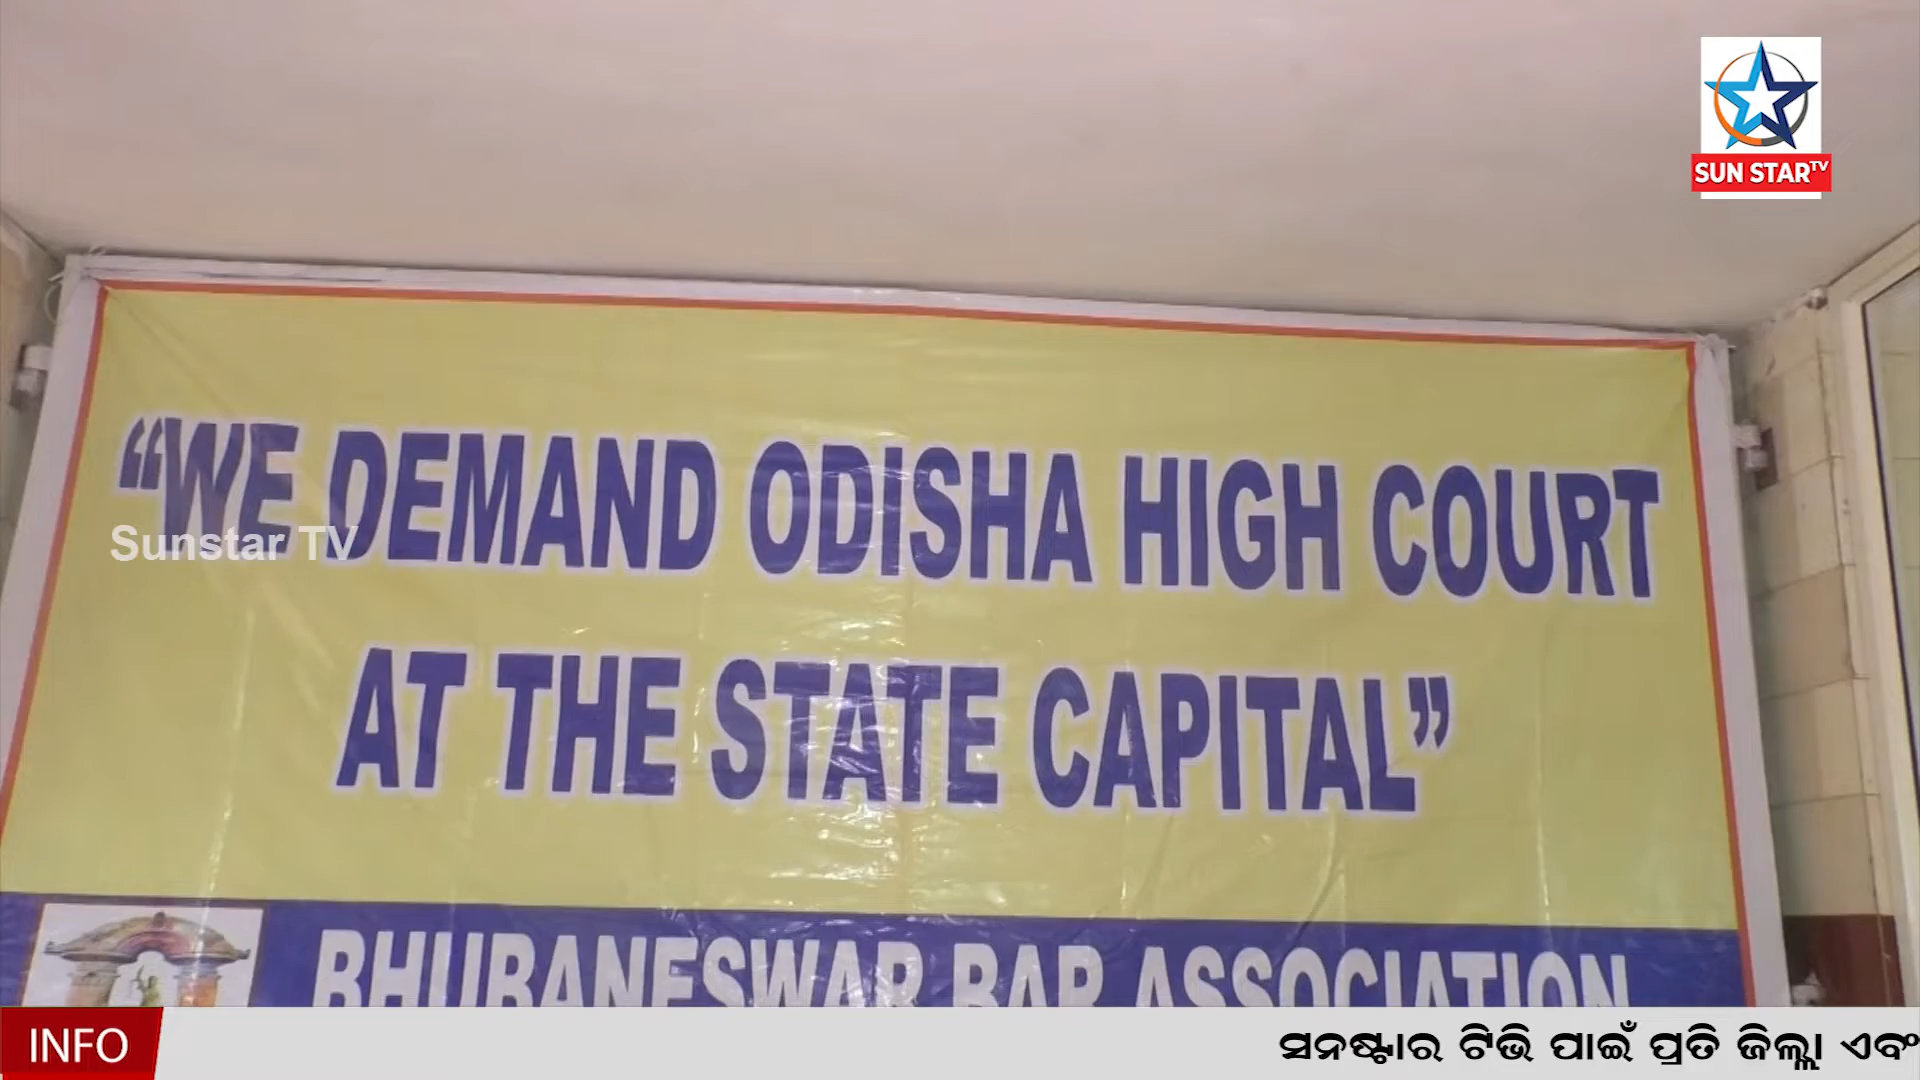 SUN STAR TV
“WE DEMAND ODISHA HIGH COURT
Sunstar TV
AT THE STATE CAPITAL”
BHUBANESWAR BAR ASSOCIATION
INFO
ସନଷ୍ଟାର ଟିଭି ପାଇଁ ପ୍ରତି ଜିଲ୍ଲା ଏବଂ